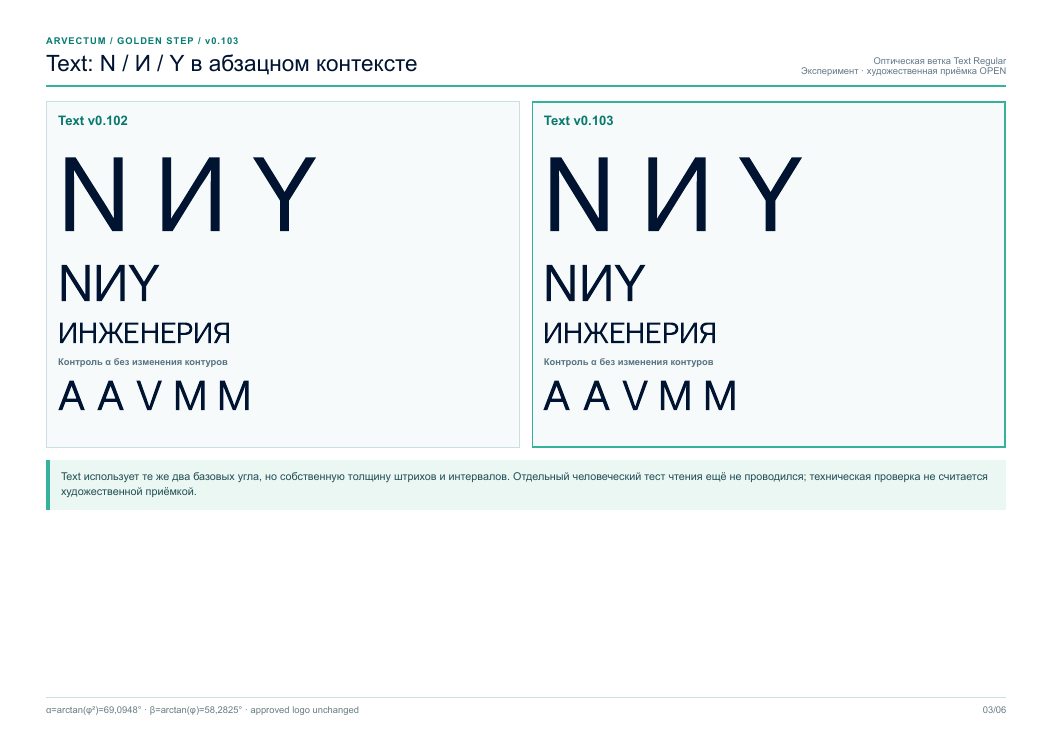 ARVECTUM / GOLDEN STEP / v0.103
Text: N / И / Y в абзацном контексте
Оптическая ветка Text Regular
Эксперимент · художественная приёмка OPEN
Text v0.102
N И Y
NИY
ИНЖЕНЕРИЯ
Контроль α без изменения контуров
A А V M М
Text v0.103
N И Y
NИY
ИНЖЕНЕРИЯ
Контроль α без изменения контуров
A А V M М
Text использует те же два базовых угла, но собственную толщину штрихов и интервалов. Отдельный человеческий тест чтения ещё не проводился; техническая проверка не считается
художественной приёмкой.
α=arctan(φ²)=69,0948° · β=arctan(φ)=58,2825° · approved logo unchanged
03/06